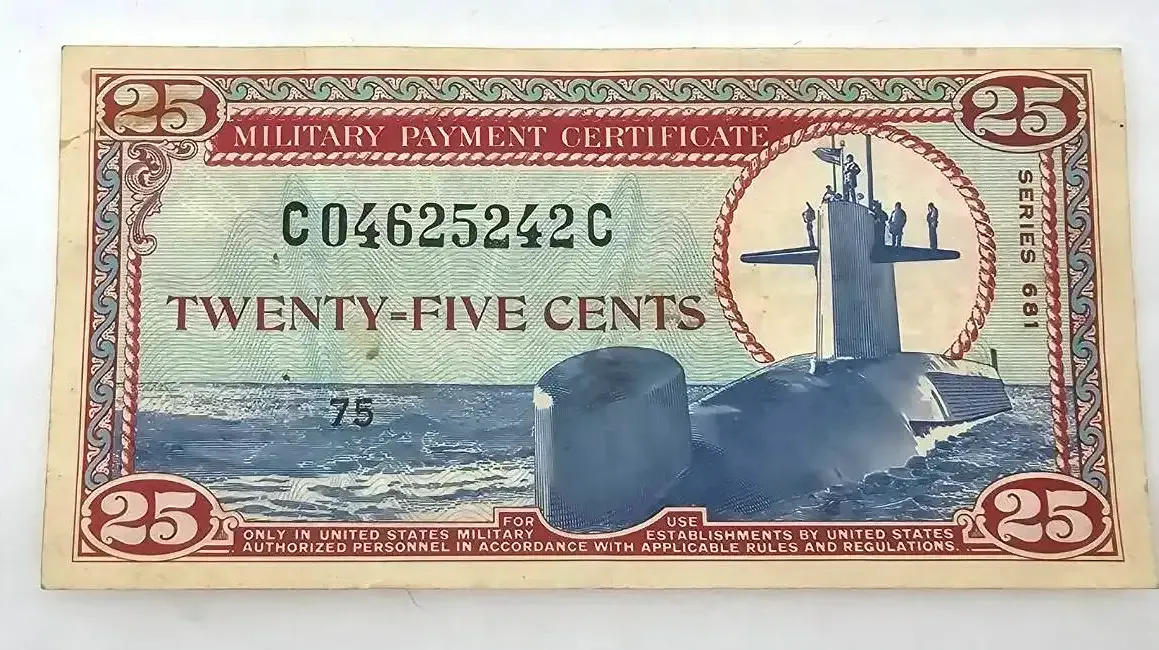 25 25
MILITARY PAYMENT CERTIFICATE
SERIES 681
C04625242C
TWENTY-FIVE CENTS
75
25 25
FOR USE
ONLY IN UNITED STATES MILITARY ESTABLISHMENTS BY UNITED STATES
AUTHORIZED PERSONNEL IN ACCORDANCE WITH APPLICABLE RULES AND REGULATIONS.